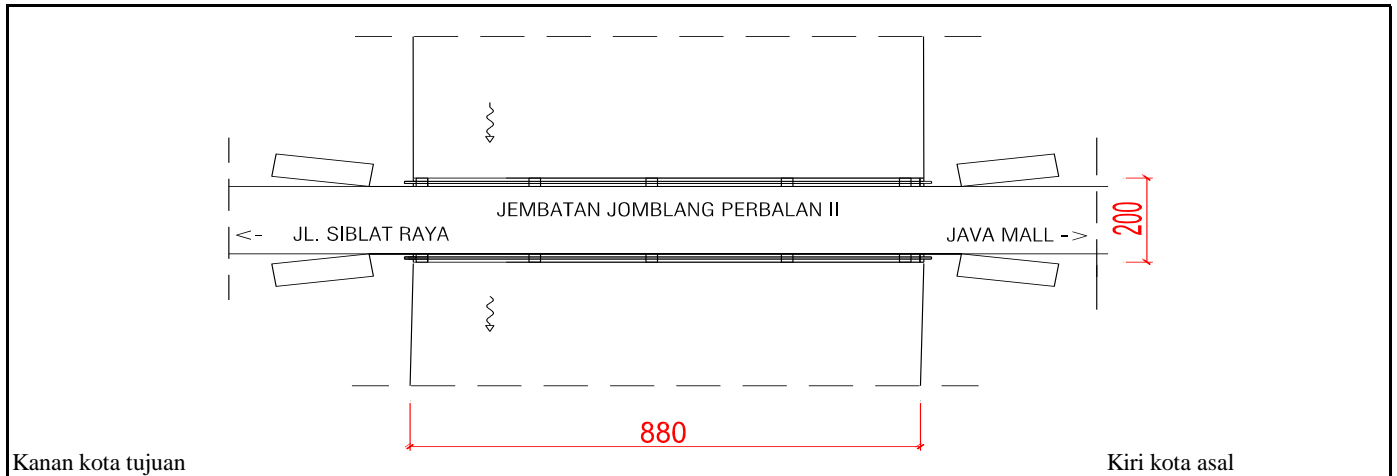 JEMBATAN JOMBLANG PERBALAN II
<- JL. SIBLAT RAYA
JAVA MALL ->
200
880
Kanan kota tujuan
Kiri kota asal